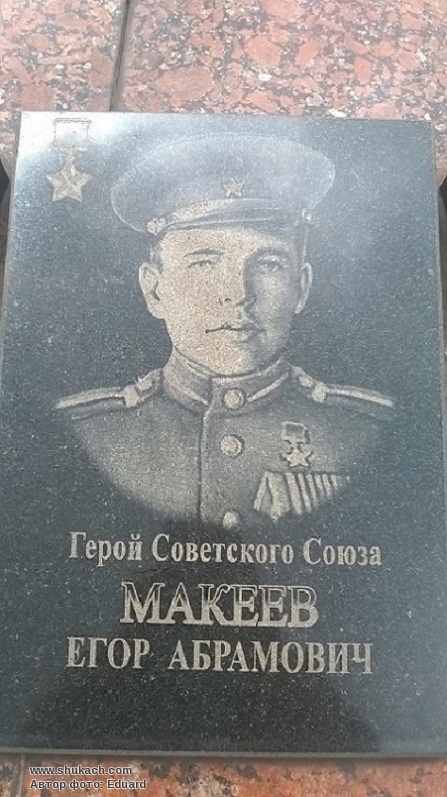 Герой Советского Союза
МАКЕЕВ
ЕГОР АБРАМОВИЧ
www.shukach.com
Автор фото: Eduard